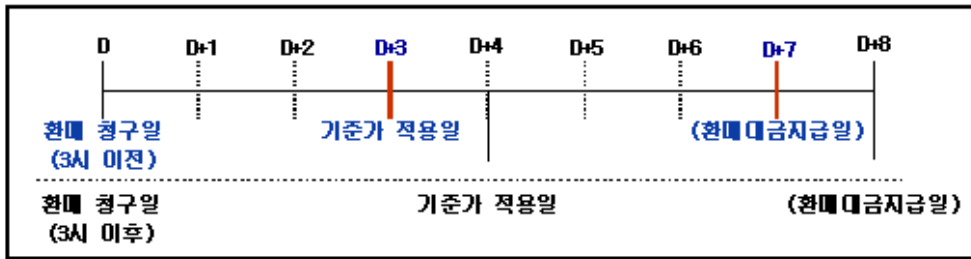 D D+1 D+2 D+3 D+4 D+5 D+6 D+7 D+8
환매 청구일 기준가 적용일 (환매대금지급일)
(3시 이전)
환매 청구일 기준가 적용일 (환매대금지급일)
(3시 이후)